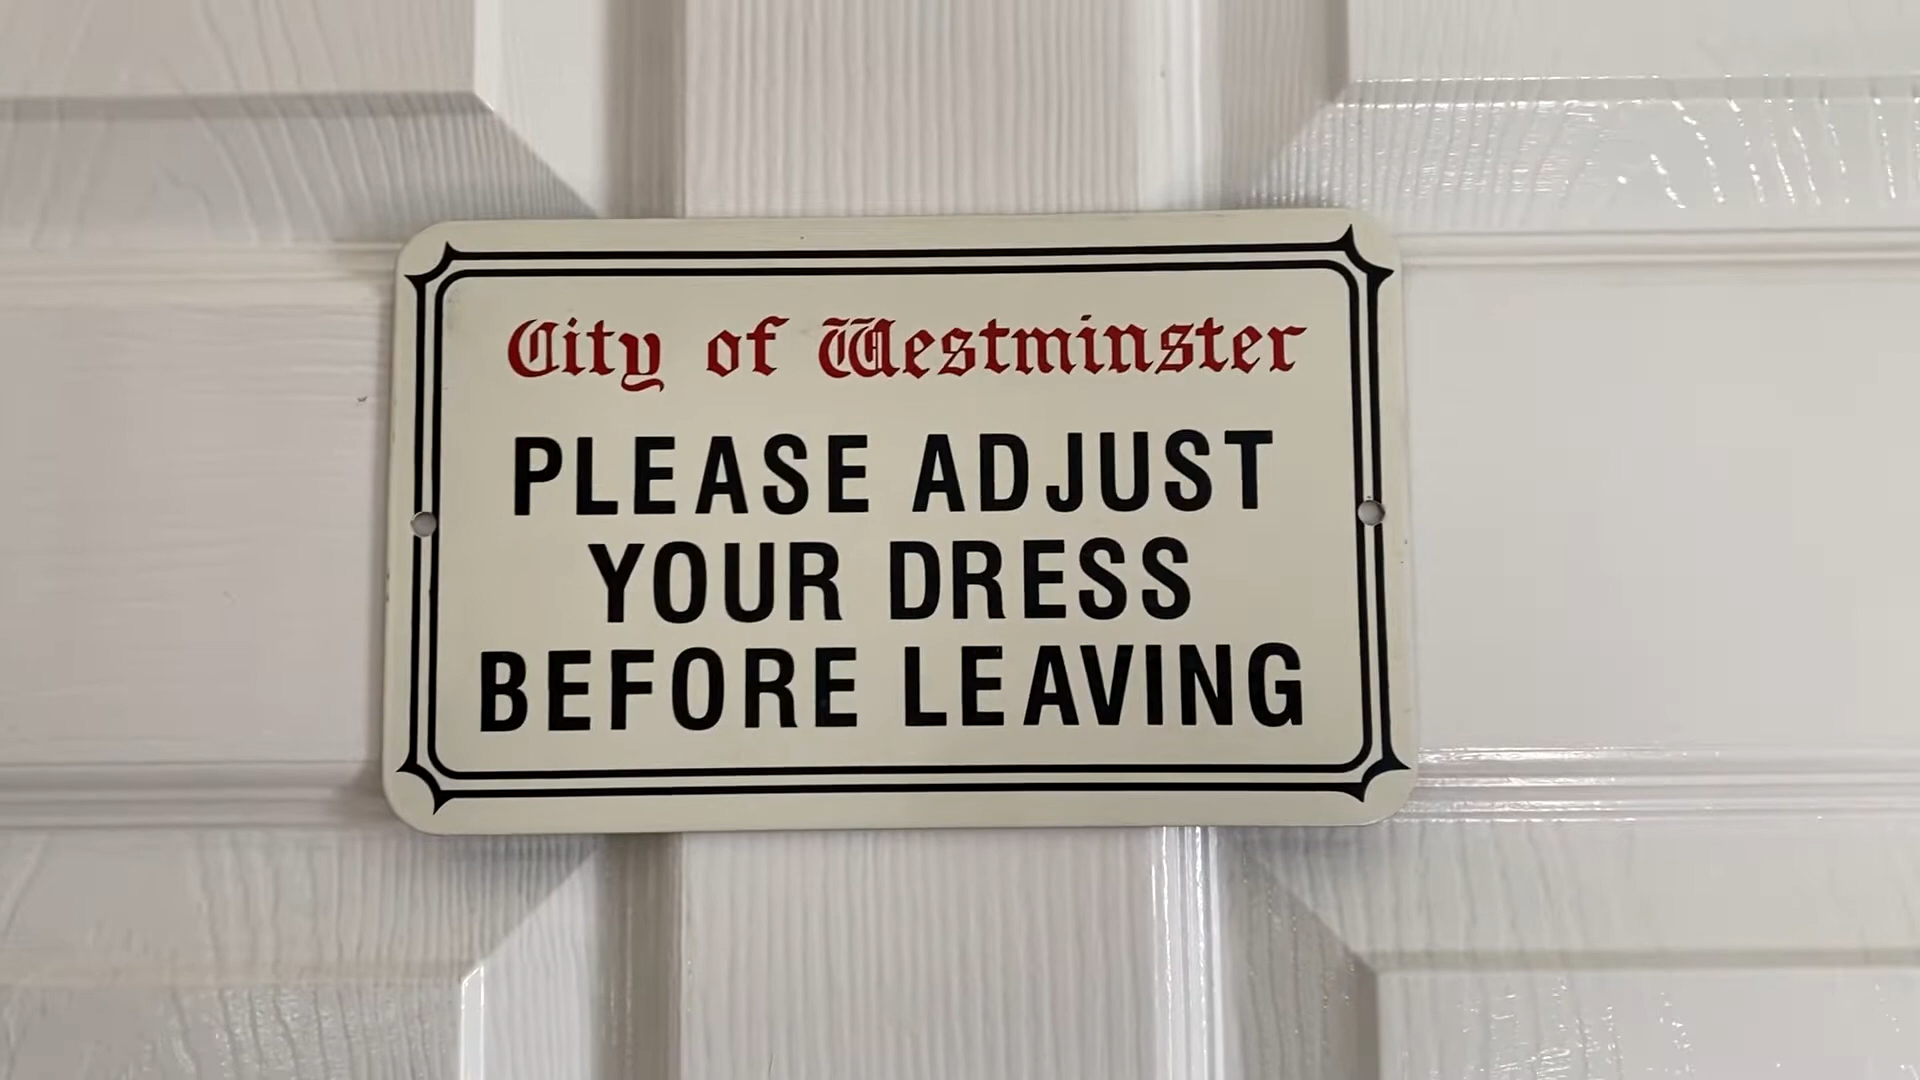 City of Westminster
PLEASE ADJUST
YOUR DRESS
BEFORE LEAVING